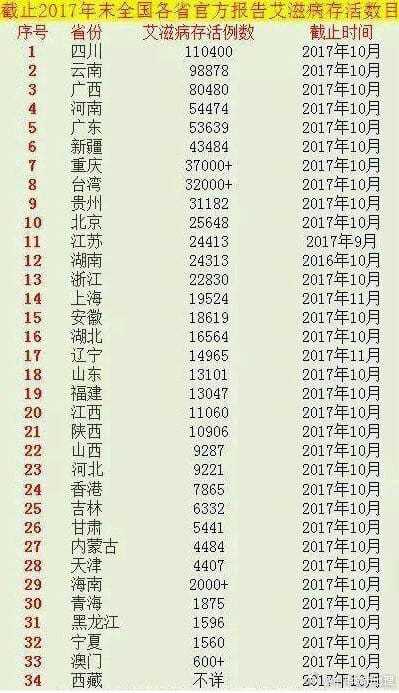 截止2017年末全国各省官方报告艾滋病存活数目
序号 省份 艾滋病存活例数 截止时间
1 四川 110400 2017年10月
2 云南 98878 2017年10月
3 广西 80480 2017年10月
4 河南 54474 2017年10月
5 广东 53639 2017年10月
6 新疆 43484 2017年10月
7 重庆 37000+ 2017年10月
8 台湾 32000+ 2017年10月
9 贵州 31182 2017年10月
10 北京 25648 2017年10月
11 江苏 24413 2017年9月
12 湖南 24313 2016年10月
13 浙江 22830 2017年10月
14 上海 19524 2017年11月
15 安徽 18619 2017年10月
16 湖北 16564 2017年10月
17 辽宁 14965 2017年11月
18 山东 13101 2017年10月
19 福建 13047 2017年10月
20 江西 11060 2017年10月
21 陕西 10906 2017年10月
22 山西 9287 2017年10月
23 河北 9221 2017年10月
24 香港 7865 2017年10月
25 吉林 6332 2017年10月
26 甘肃 5441 2017年10月
27 内蒙古 4484 2017年10月
28 天津 4407 2017年10月
29 海南 2000+ 2017年10月
30 青海 1875 2017年10月
31 黑龙江 1596 2017年10月
32 宁夏 1560 2017年10月
33 澳门 600+ 2017年10月
34 西藏 不详 2017年10月